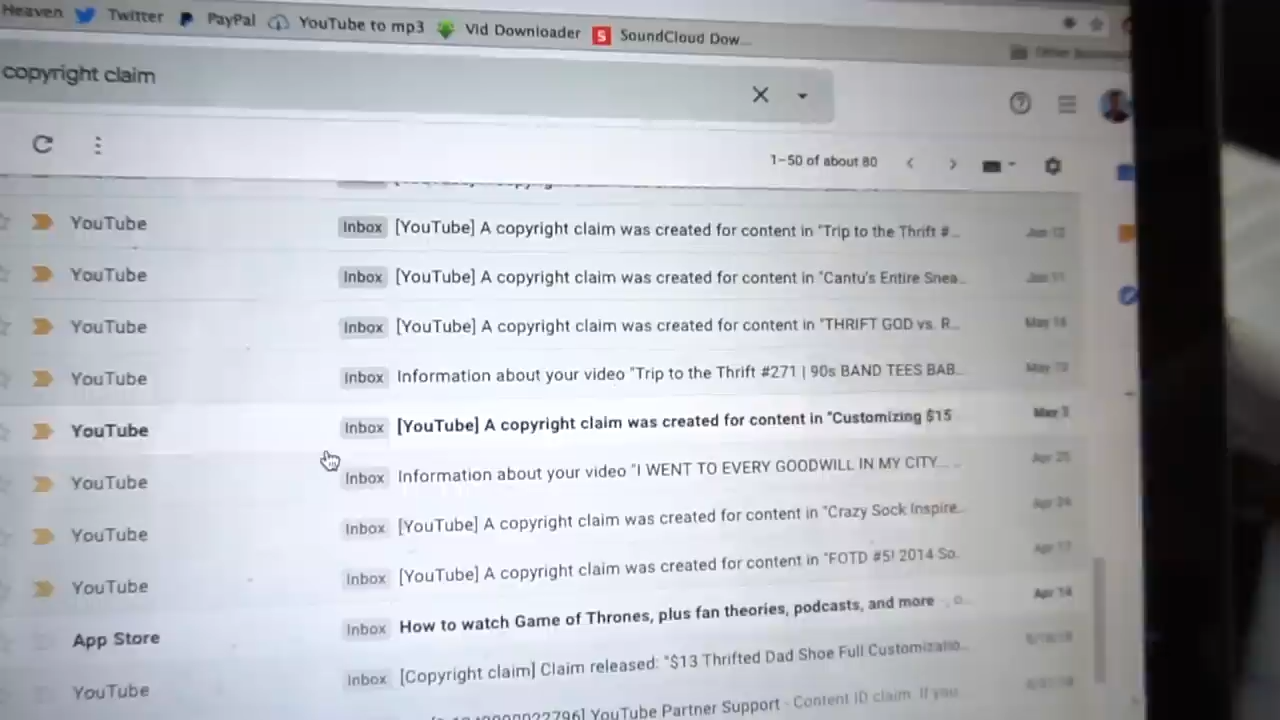 Heaven Twitter PayPal YouTube to mp3 Vid Downloader S SoundCloud Dow...
Other
copyright claim
1-50 of about 80
YouTube Inbox [YouTube] A copyright claim was created for content in "Trip to the Thrift #...
YouTube Inbox [YouTube] A copyright claim was created for content in "Cantu's Entire Snea...
YouTube Inbox [YouTube] A copyright claim was created for content in "THRIFT GOD vs. R...
YouTube Inbox Information about your video "Trip to the Thrift #271 | 90s BAND TEES BAB...
YouTube Inbox [YouTube] A copyright claim was created for content in "Customizing $15
YouTube Inbox Information about your video "I WENT TO EVERY GOODWILL IN MY CITY... ...
YouTube Inbox [YouTube] A copyright claim was created for content in "Crazy Sock Inspire...
YouTube Inbox [YouTube] A copyright claim was created for content in "FOTD #5! 2014 So.
App Store Inbox How to watch Game of Thrones, plus fan theories, podcasts, and more Apr 14
YouTube Inbox [Copyright claim] Claim released: "$13 Thrifted Dad Shoe Full Customizatio...
YouTube Partner Support - Content ID claim. If you